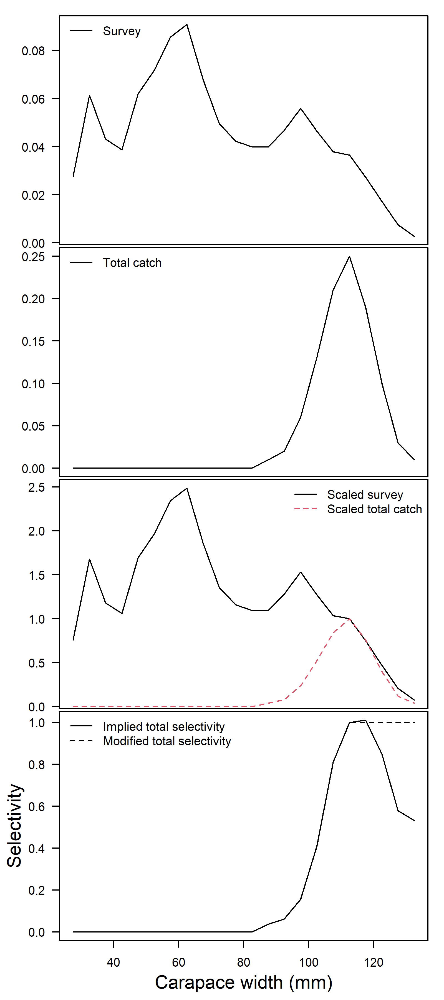 Survey
0.08
0.06
0.04
0.02
0.00
Total catch
0.25
0.20
0.15
0.10
0.05
0.00
Scaled survey
Scaled total catch
2.5
2.0
1.5
1.0
0.5
0.0
Implied total selectivity
Modified total selectivity
1.0
0.8
0.6
0.4
0.2
0.0
Selectivity
40 60 80 100 120
Carapace width (mm)